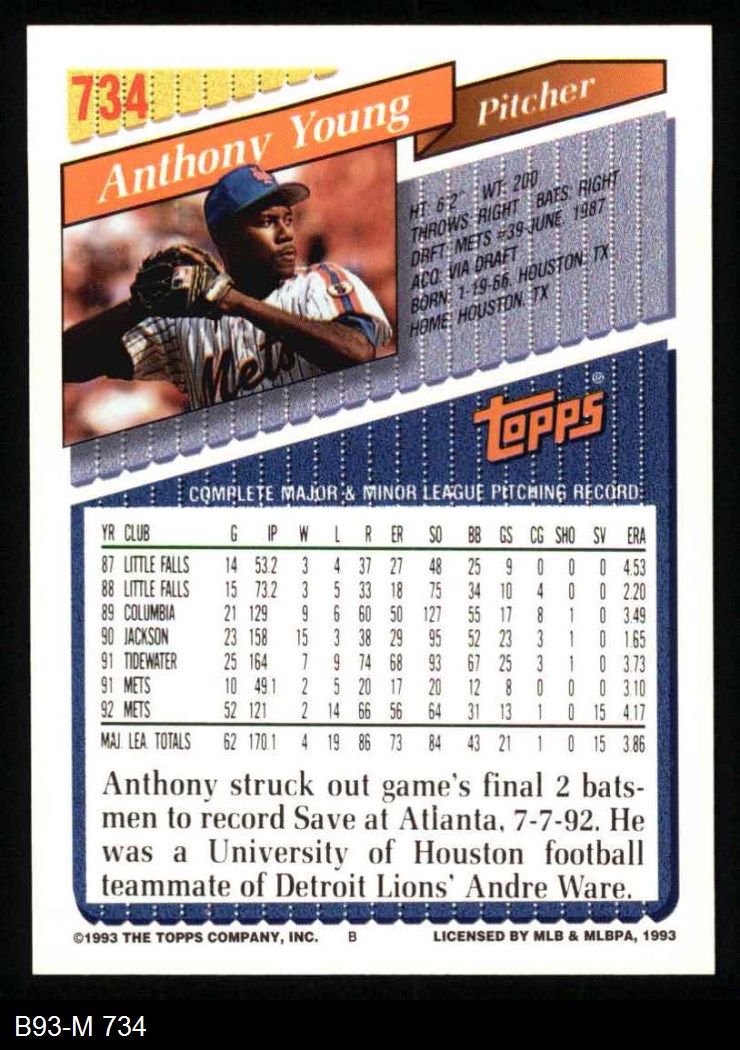 734
Anthony Young
Pitcher
HT: 6'2" WT: 200
THROWS: RIGHT BATS: RIGHT
DRFT: METS #39-JUNE, 1987
ACQ: VIA DRAFT
BORN: 1-19-66, HOUSTON, TX
HOME: HOUSTON, TX
Mets
TOPPS®
COMPLETE MAJOR & MINOR LEAGUE PITCHING RECORD
YR CLUB G IP W L R ER SO BB GS CG SHO SV ERA
87 LITTLE FALLS 14 53.2 3 4 37 27 48 25 9 0 0 0 4.53
88 LITTLE FALLS 15 73.2 3 5 33 18 75 34 10 4 0 0 2.20
89 COLUMBIA 21 129 9 6 60 50 127 55 17 8 1 0 3.49
90 JACKSON 23 158 15 3 38 29 95 52 23 3 1 0 1.65
91 TIDEWATER 25 164 7 9 74 68 93 67 25 3 1 0 3.73
91 METS 10 49.1 2 5 20 17 20 12 8 0 0 0 3.10
92 METS 52 121 2 14 66 56 64 31 13 1 0 15 4.17
MAJ. LEA. TOTALS 62 170.1 4 19 86 73 84 43 21 1 0 15 3.86
Anthony struck out game's final 2 bats-
men to record Save at Atlanta, 7-7-92. He
was a University of Houston football
teammate of Detroit Lions' Andre Ware.
©1993 THE TOPPS COMPANY, INC. B LICENSED BY MLB & MLBPA, 1993
B93-M 734